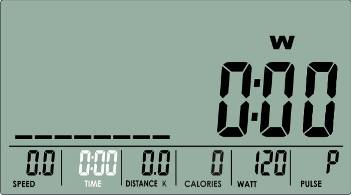 W
0:00
0.0 0:00 0.0 0 120 P
SPEED TIME DISTANCE K CALORIES WATT PULSE